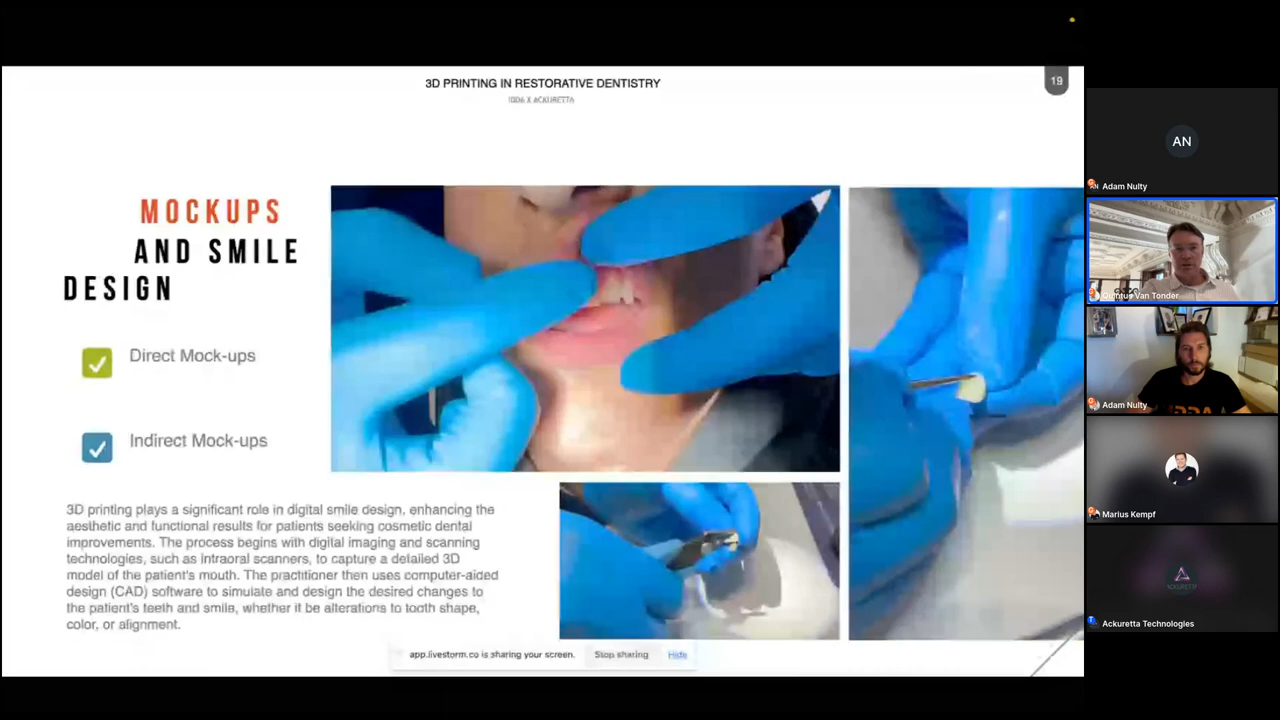 3D PRINTING IN RESTORATIVE DENTISTRY
19
IDDA X ACKURETTA
MOCKUPS
AND SMILE
DESIGN
Direct Mock-ups
Indirect Mock-ups
3D printing plays a significant role in digital smile design, enhancing the
aesthetic and functional results for patients seeking cosmetic dental
improvements. The process begins with digital imaging and scanning
technologies, such as intraoral scanners, to capture a detailed 3D
model of the patient's mouth. The practitioner then uses computer-aided
design (CAD) software to simulate and design the desired changes to
the patient's teeth and smile, whether it be alterations to tooth shape,
color, or alignment.
app.livestorm.co is sharing your screen.
Stop sharing
Hide
AN
Adam Nulty
Van Tonder
Adam Nulty
Marius Kempf
ACKURETTA
Ackuretta Technologies